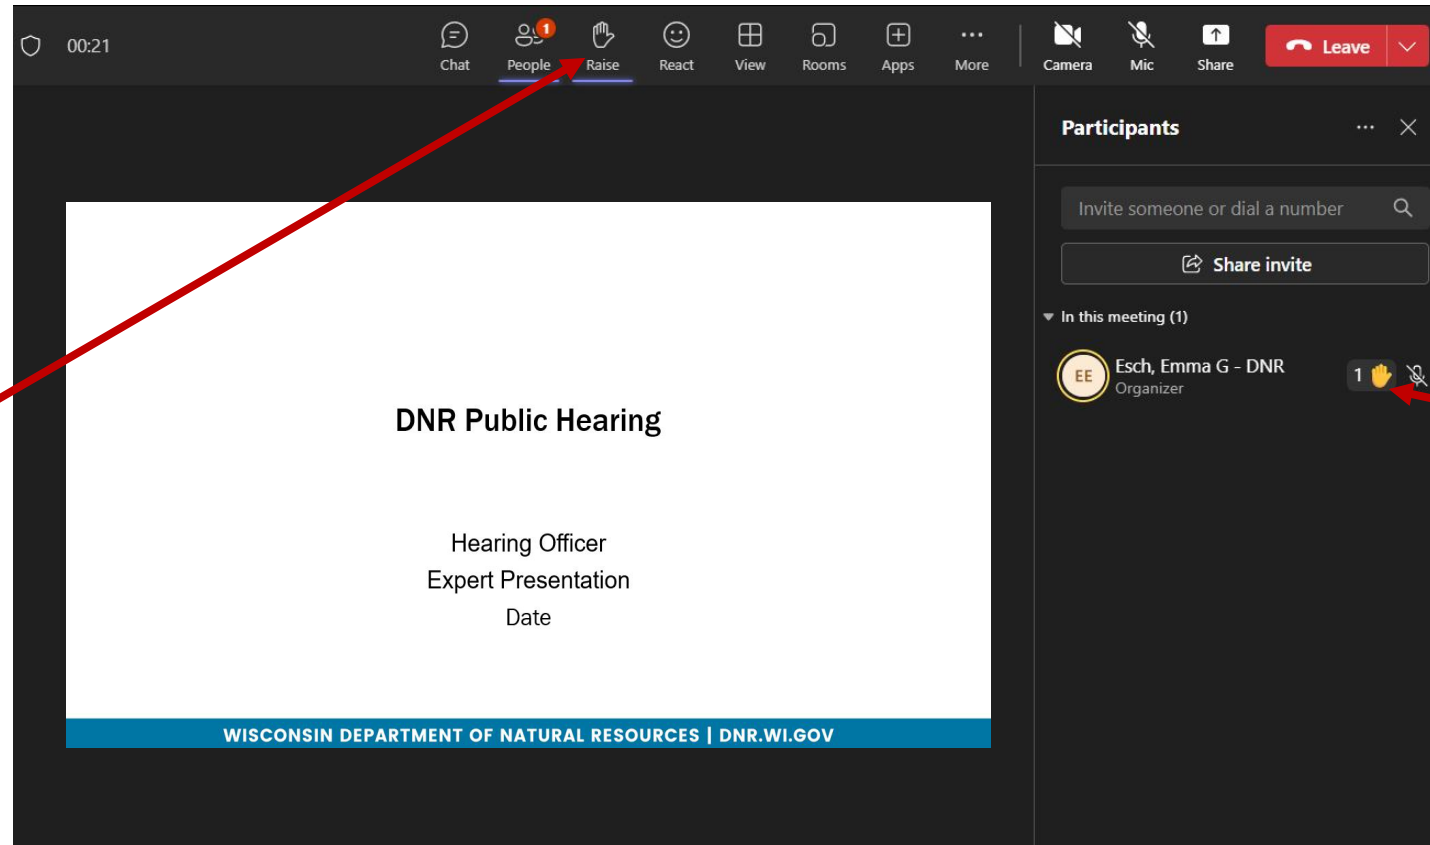 00:21
1
Chat People Raise React View Rooms Apps More Camera Mic Share Leave
Participants
Invite someone or dial a number
Share invite
In this meeting (1)
EE
Esch, Emma G - DNR
Organizer
1
DNR Public Hearing
Hearing Officer
Expert Presentation
Date
WISCONSIN DEPARTMENT OF NATURAL RESOURCES | DNR.WI.GOV